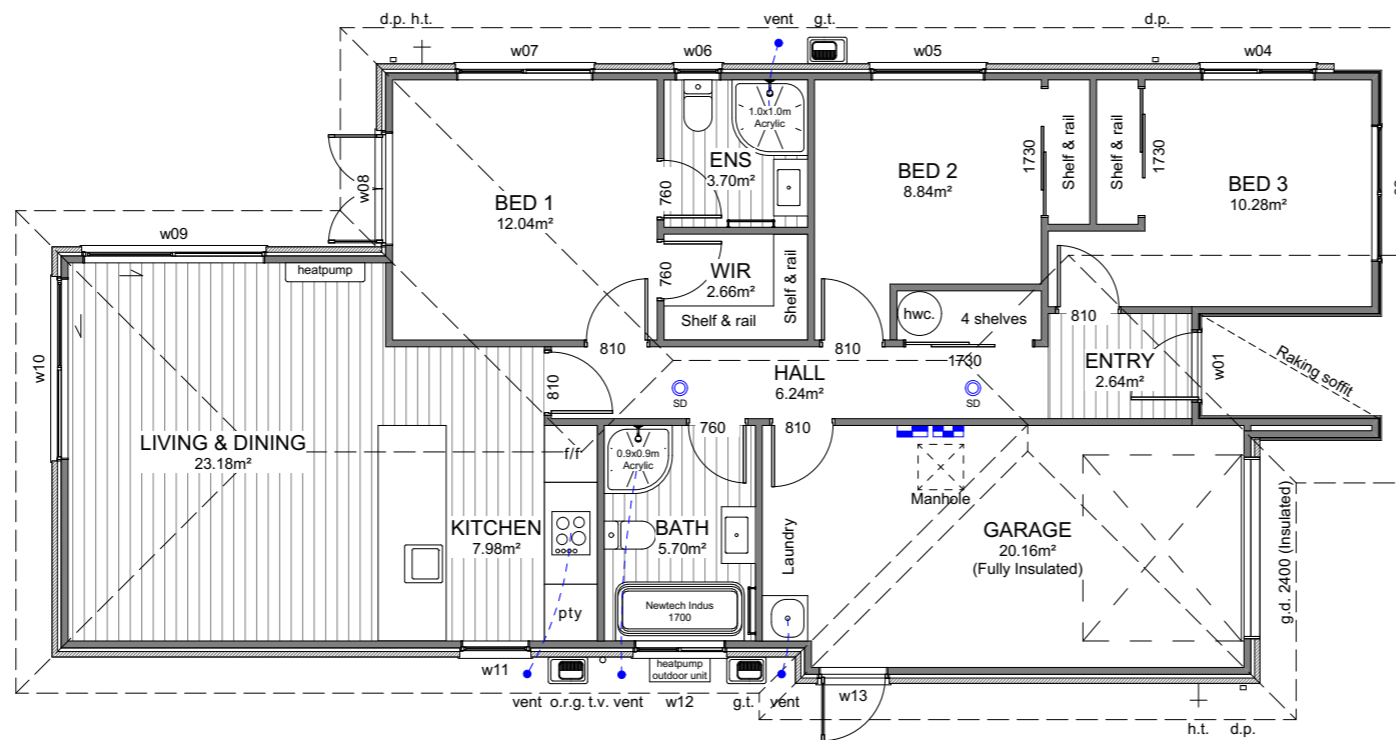 d.p. h.t.
vent
g.t.
d.p.
w07
w06
w05
w04
1.0x1.0m
Acrylic
ENS
3.70m²
BED 1
12.04m²
BED 2
8.84m²
BED 3
10.28m²
1730
Shelf & rail
Shelf & rail
1730
w08
760
w09
heatpump
760
WIR
2.66m²
Shelf & rail
Shelf & rail
hwc.
4 shelves
810
810
810
1730
810
HALL
6.24m²
SD
SD
ENTRY
2.64m²
w01
Raking soffit
w10
LIVING & DINING
23.18m²
f/f
760
810
0.9x0.9m
Acrylic
Manhole
KITCHEN
7.98m²
BATH
5.70m²
Laundry
GARAGE
20.16m²
(Fully Insulated)
g.d. 2400 (Insulated)
pty
Newtech Indus
1700
w11
heatpump
outdoor unit
vent
o.r.g.
t.v.
vent
w12
g.t.
vent
w13
h.t.
d.p.